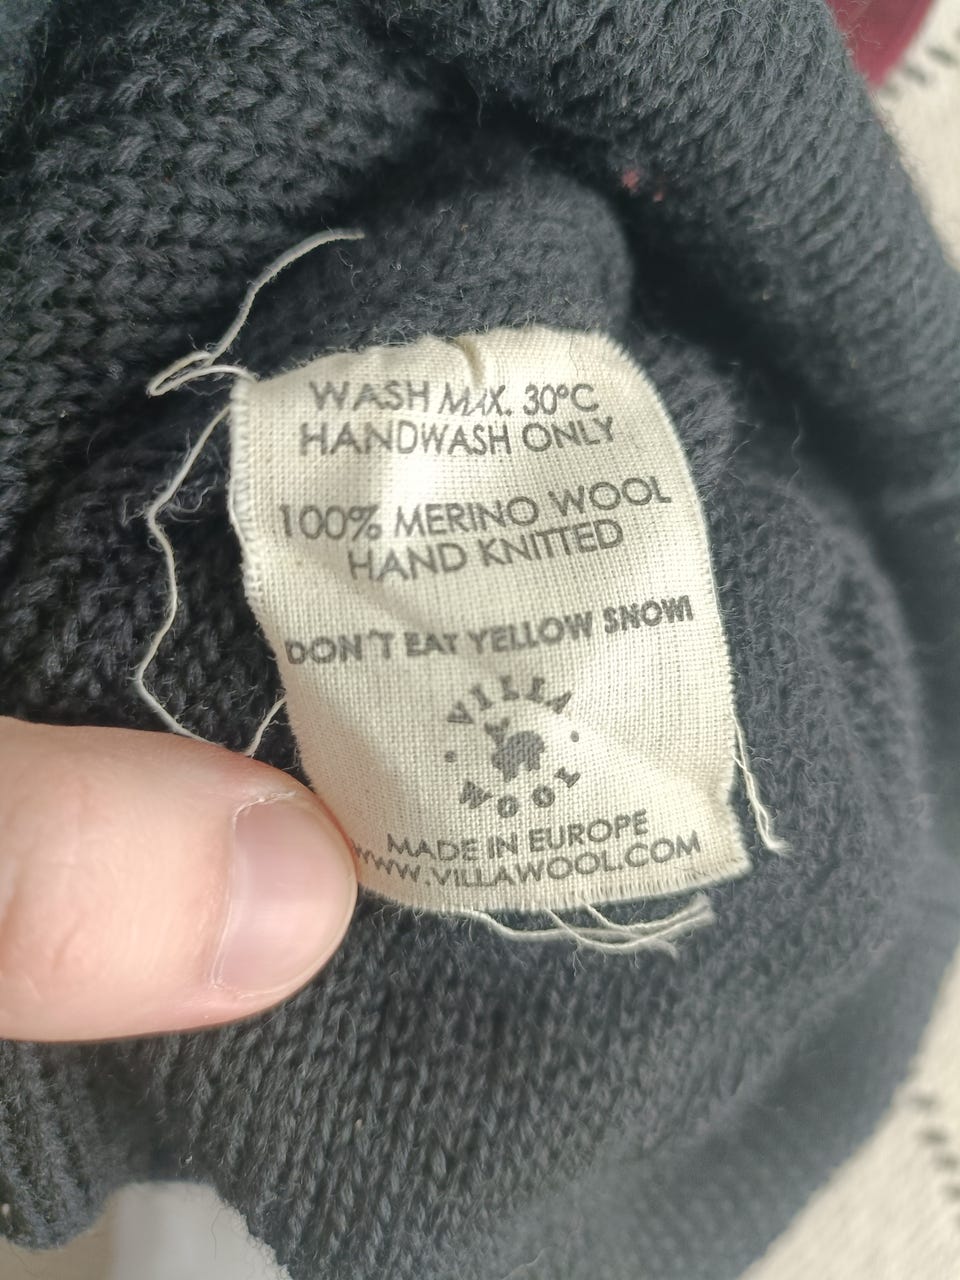 WASH MAX. 30°C
HANDWASH ONLY
100% MERINO WOOL
HAND KNITTED
DON'T EAT YELLOW SNOW!
VILLA
WOOL
MADE IN EUROPE
WWW.VILLAWOOL.COM